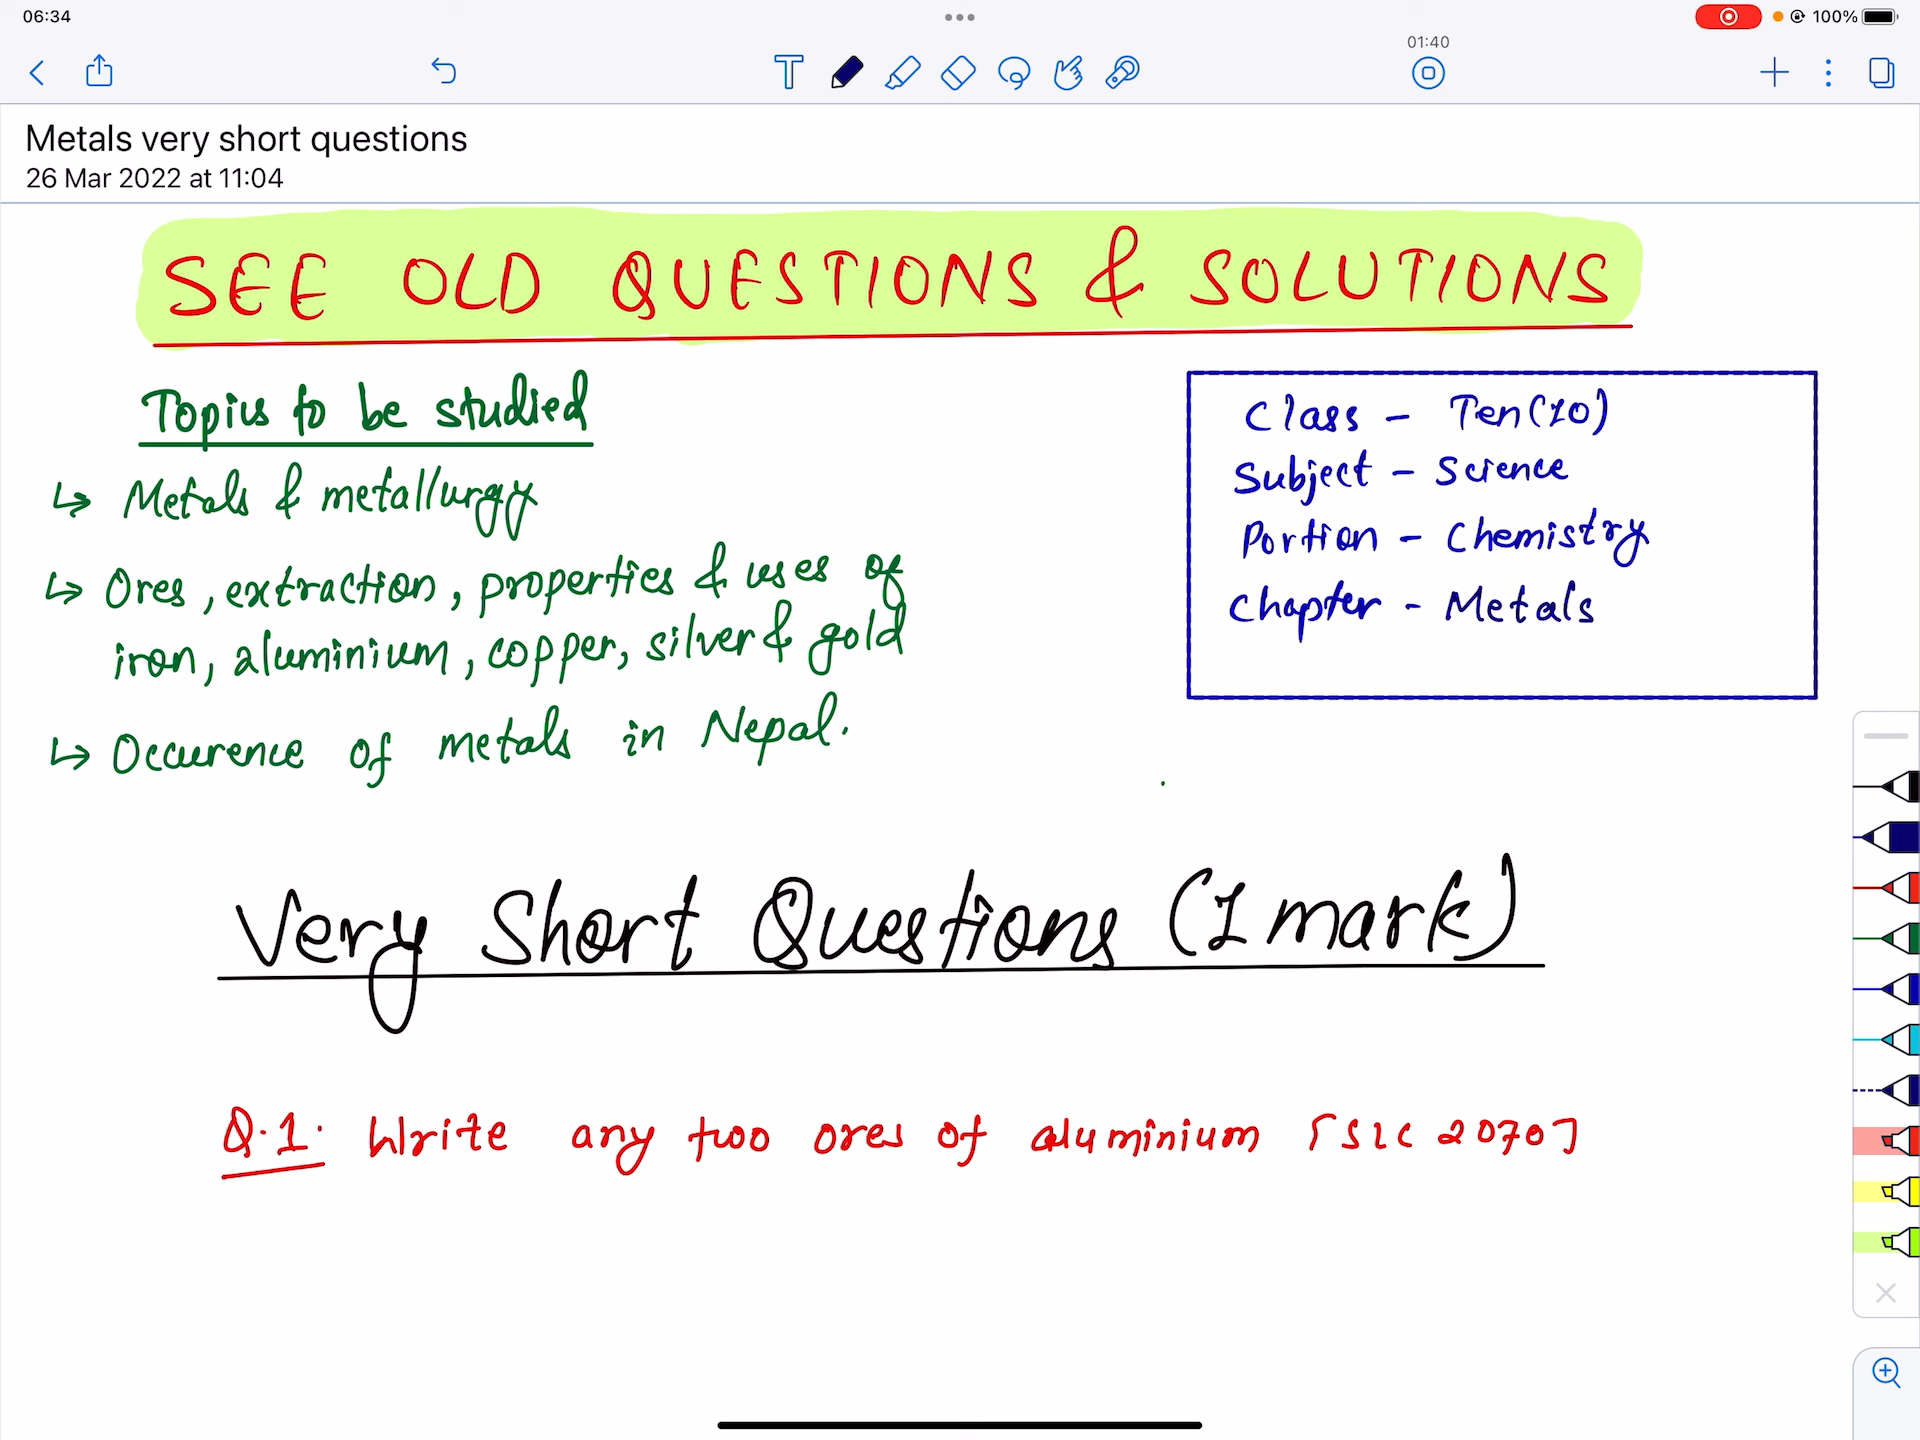 06:34
100%
01:40
Metals very short questions
26 Mar 2022 at 11:04
SEE OLD QUESTIONS & SOLUTIONS
Topics to be studied
↳ Metals & metallurgy
↳ Ores, extraction, properties & uses of
iron, aluminium, copper, silver & gold
↳ Occurence of metals in Nepal.
Class - Ten(10)
Subject - Science
Portion - Chemistry
Chapter - Metals
Very Short Questions (1 mark)
Q.1. Write any two ores of aluminium [SLC 2070]